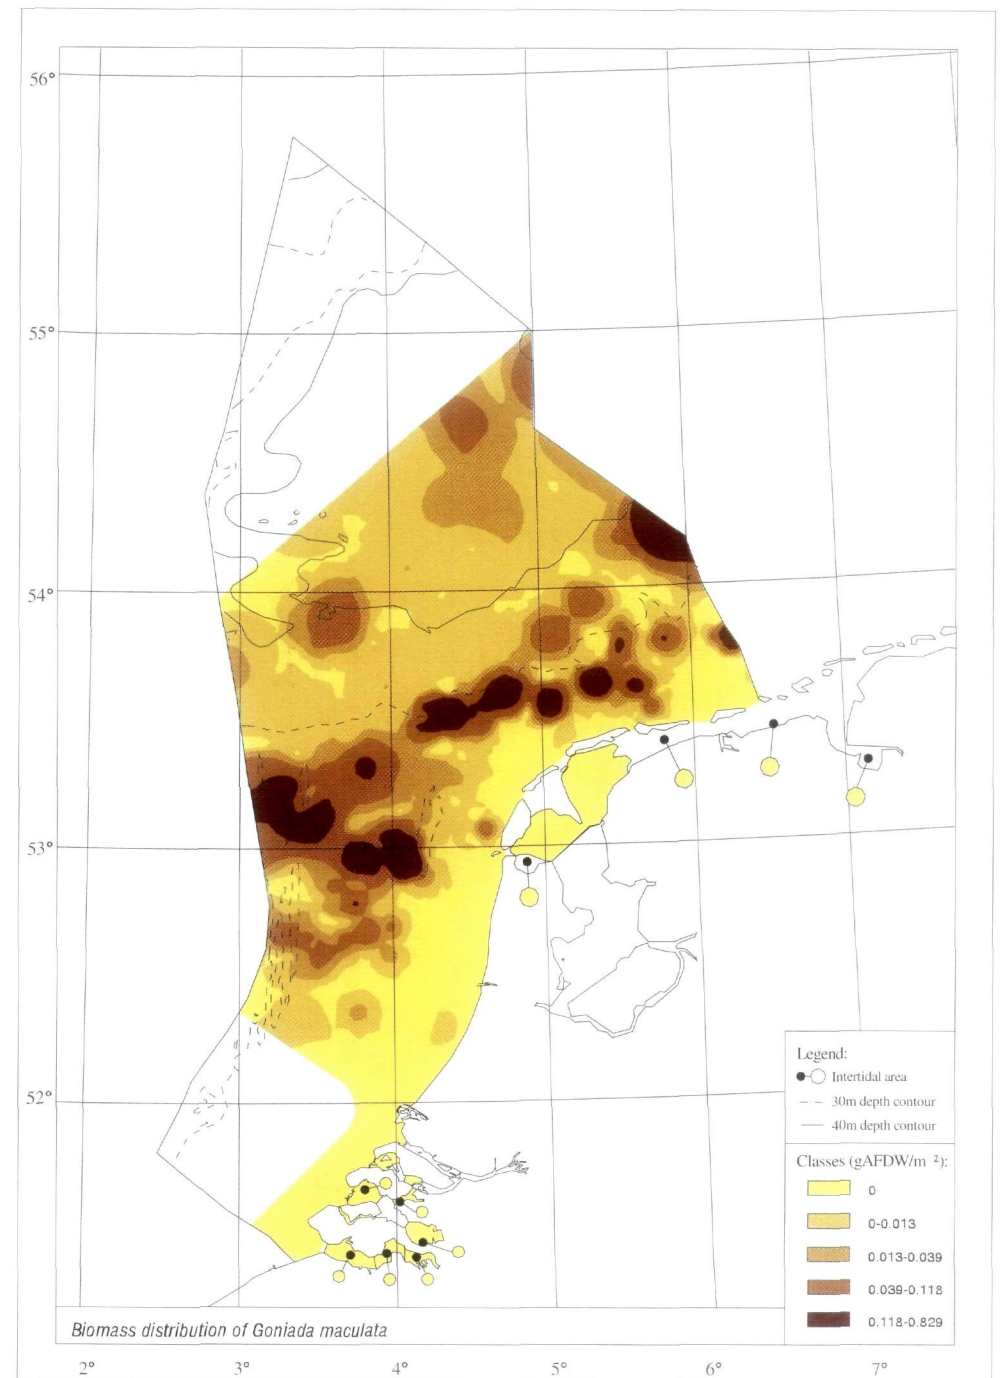 56°
55°
54°
53°
52°
Legend:
Intertidal area
30m depth contour
40m depth contour
Classes (gAFDW/m ²):
0
0-0.013
0.013-0.039
0.039-0.118
0.118-0.829
Biomass distribution of Goniada maculata
2° 3° 4° 5° 6° 7°